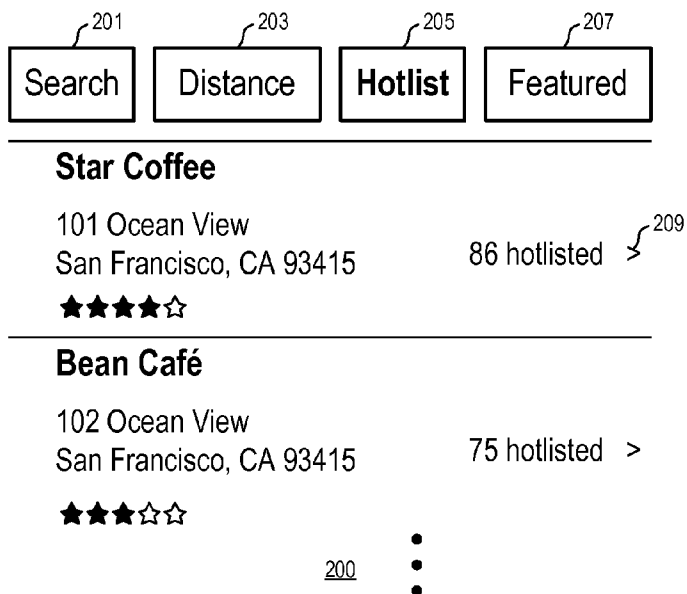 201 203 205 207
Search Distance Hotlist Featured
Star Coffee
101 Ocean View
San Francisco, CA 93415
86 hotlisted >
209
Bean Café
102 Ocean View
San Francisco, CA 93415
75 hotlisted >
200